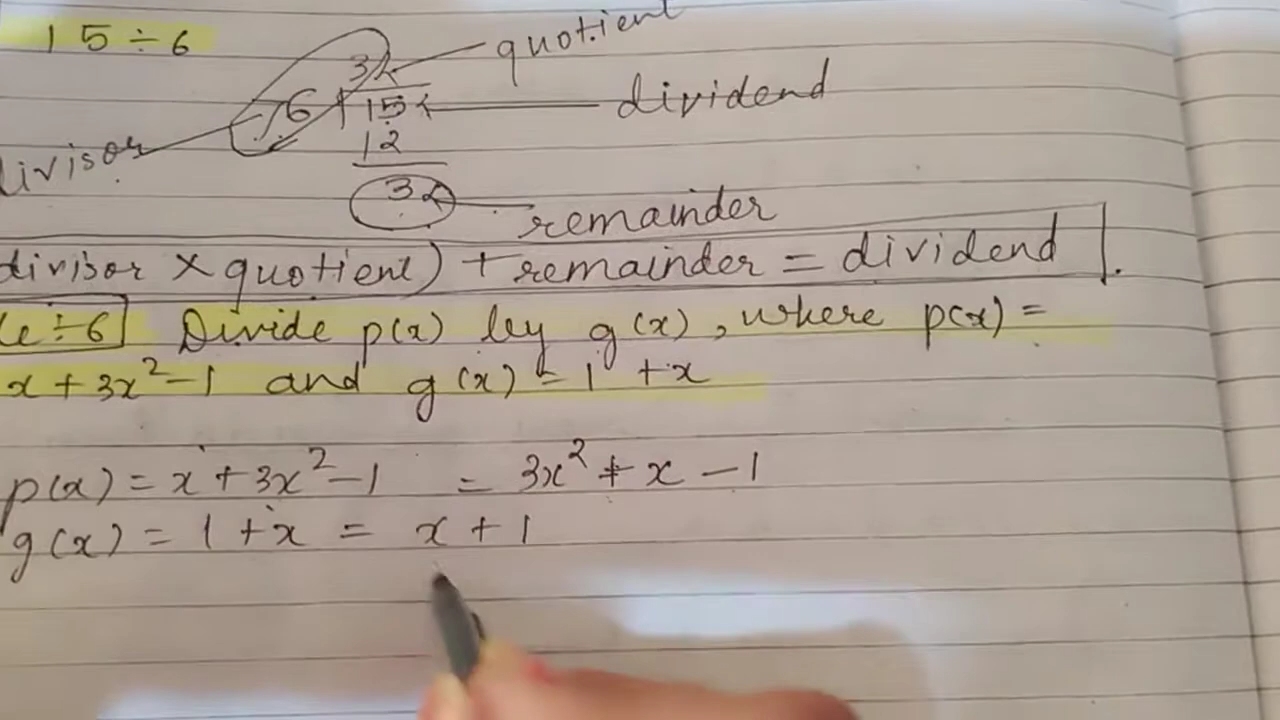 15 ÷ 6
quotient
3
6 15 dividend
divisor
12
3 remainder
divisor × quotient) + remainder = dividend
le ÷ 6 Divide p(x) by g(x), where p(x) =
x + 3x² - 1 and g(x) = 1 + x
p(x) = x + 3x² - 1 = 3x² + x - 1
g(x) = 1 + x = x + 1